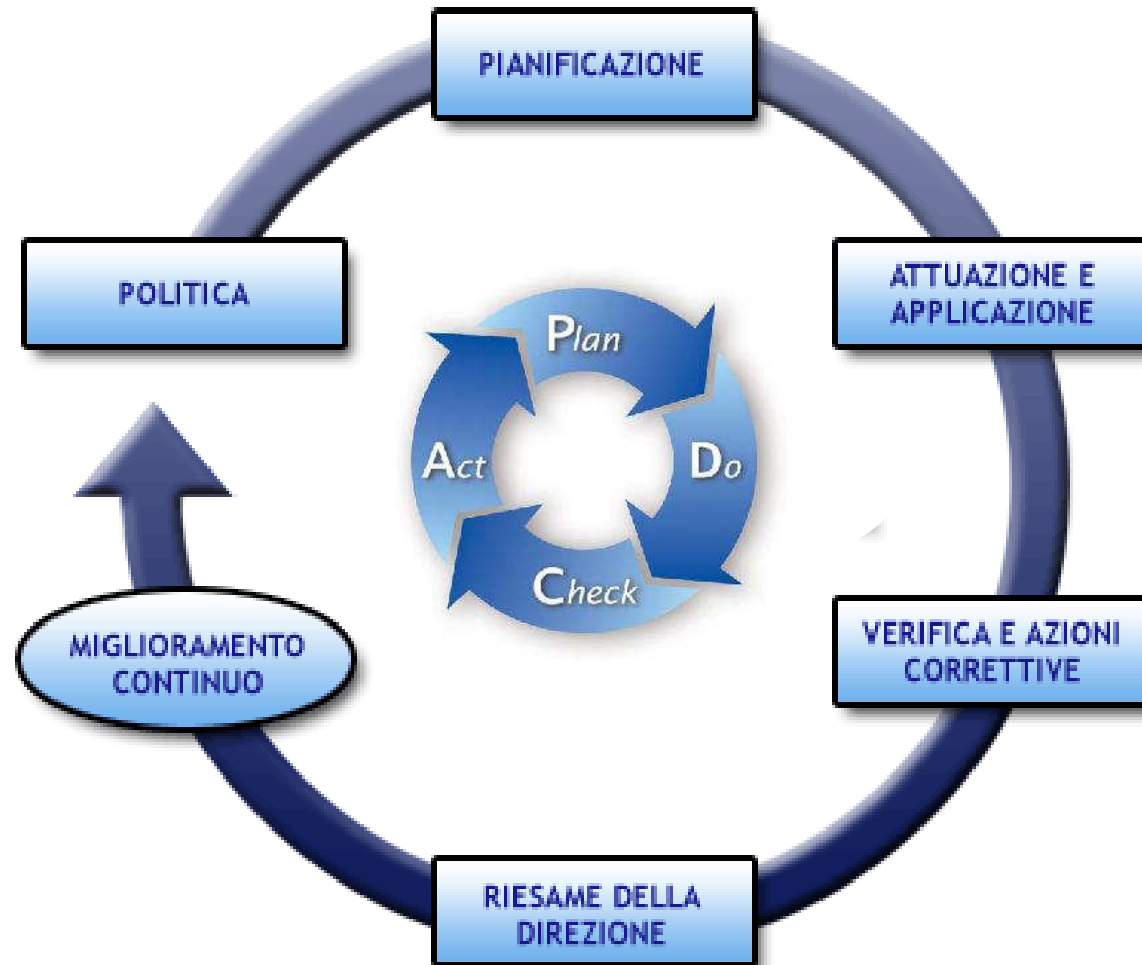 PIANIFICAZIONE
POLITICA
ATTUAZIONE E
APPLICAZIONE
Plan
Act
Do
Check
MIGLIORAMENTO
CONTINUO
VERIFICA E AZIONI
CORRETTIVE
RIESAME DELLA
DIREZIONE